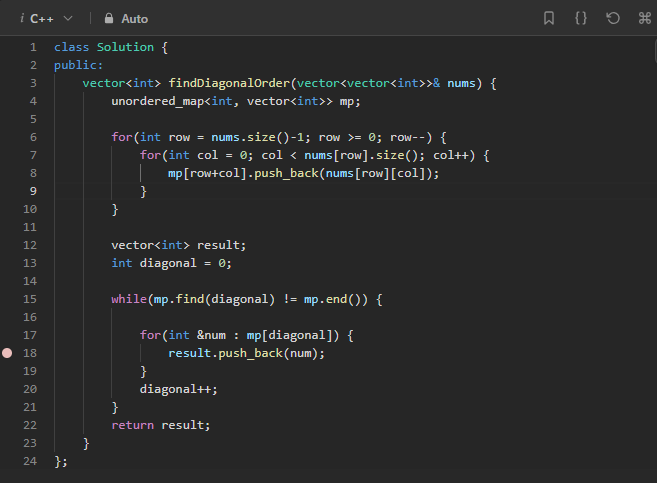 i C++ Auto
1 class Solution {
2 public:
3     vector<int> findDiagonalOrder(vector<vector<int>>& nums) {
4         unordered_map<int, vector<int>> mp;
5
6         for(int row = nums.size()-1; row >= 0; row--) {
7             for(int col = 0; col < nums[row].size(); col++) {
8                 mp[row+col].push_back(nums[row][col]);
9             }
10         }
11
12         vector<int> result;
13         int diagonal = 0;
14
15         while(mp.find(diagonal) != mp.end()) {
16
17             for(int &num : mp[diagonal]) {
18                 result.push_back(num);
19             }
20             diagonal++;
21         }
22         return result;
23     }
24 };